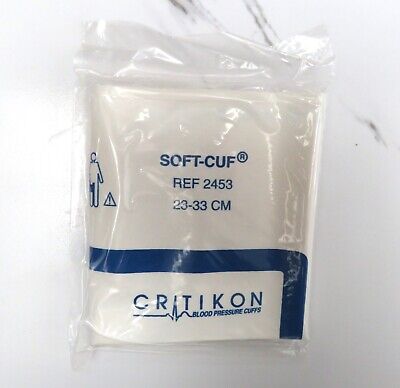 SOFT-CUF®
REF 2453
23-33 CM
CRITIKON
BLOOD PRESSURE CUFFS